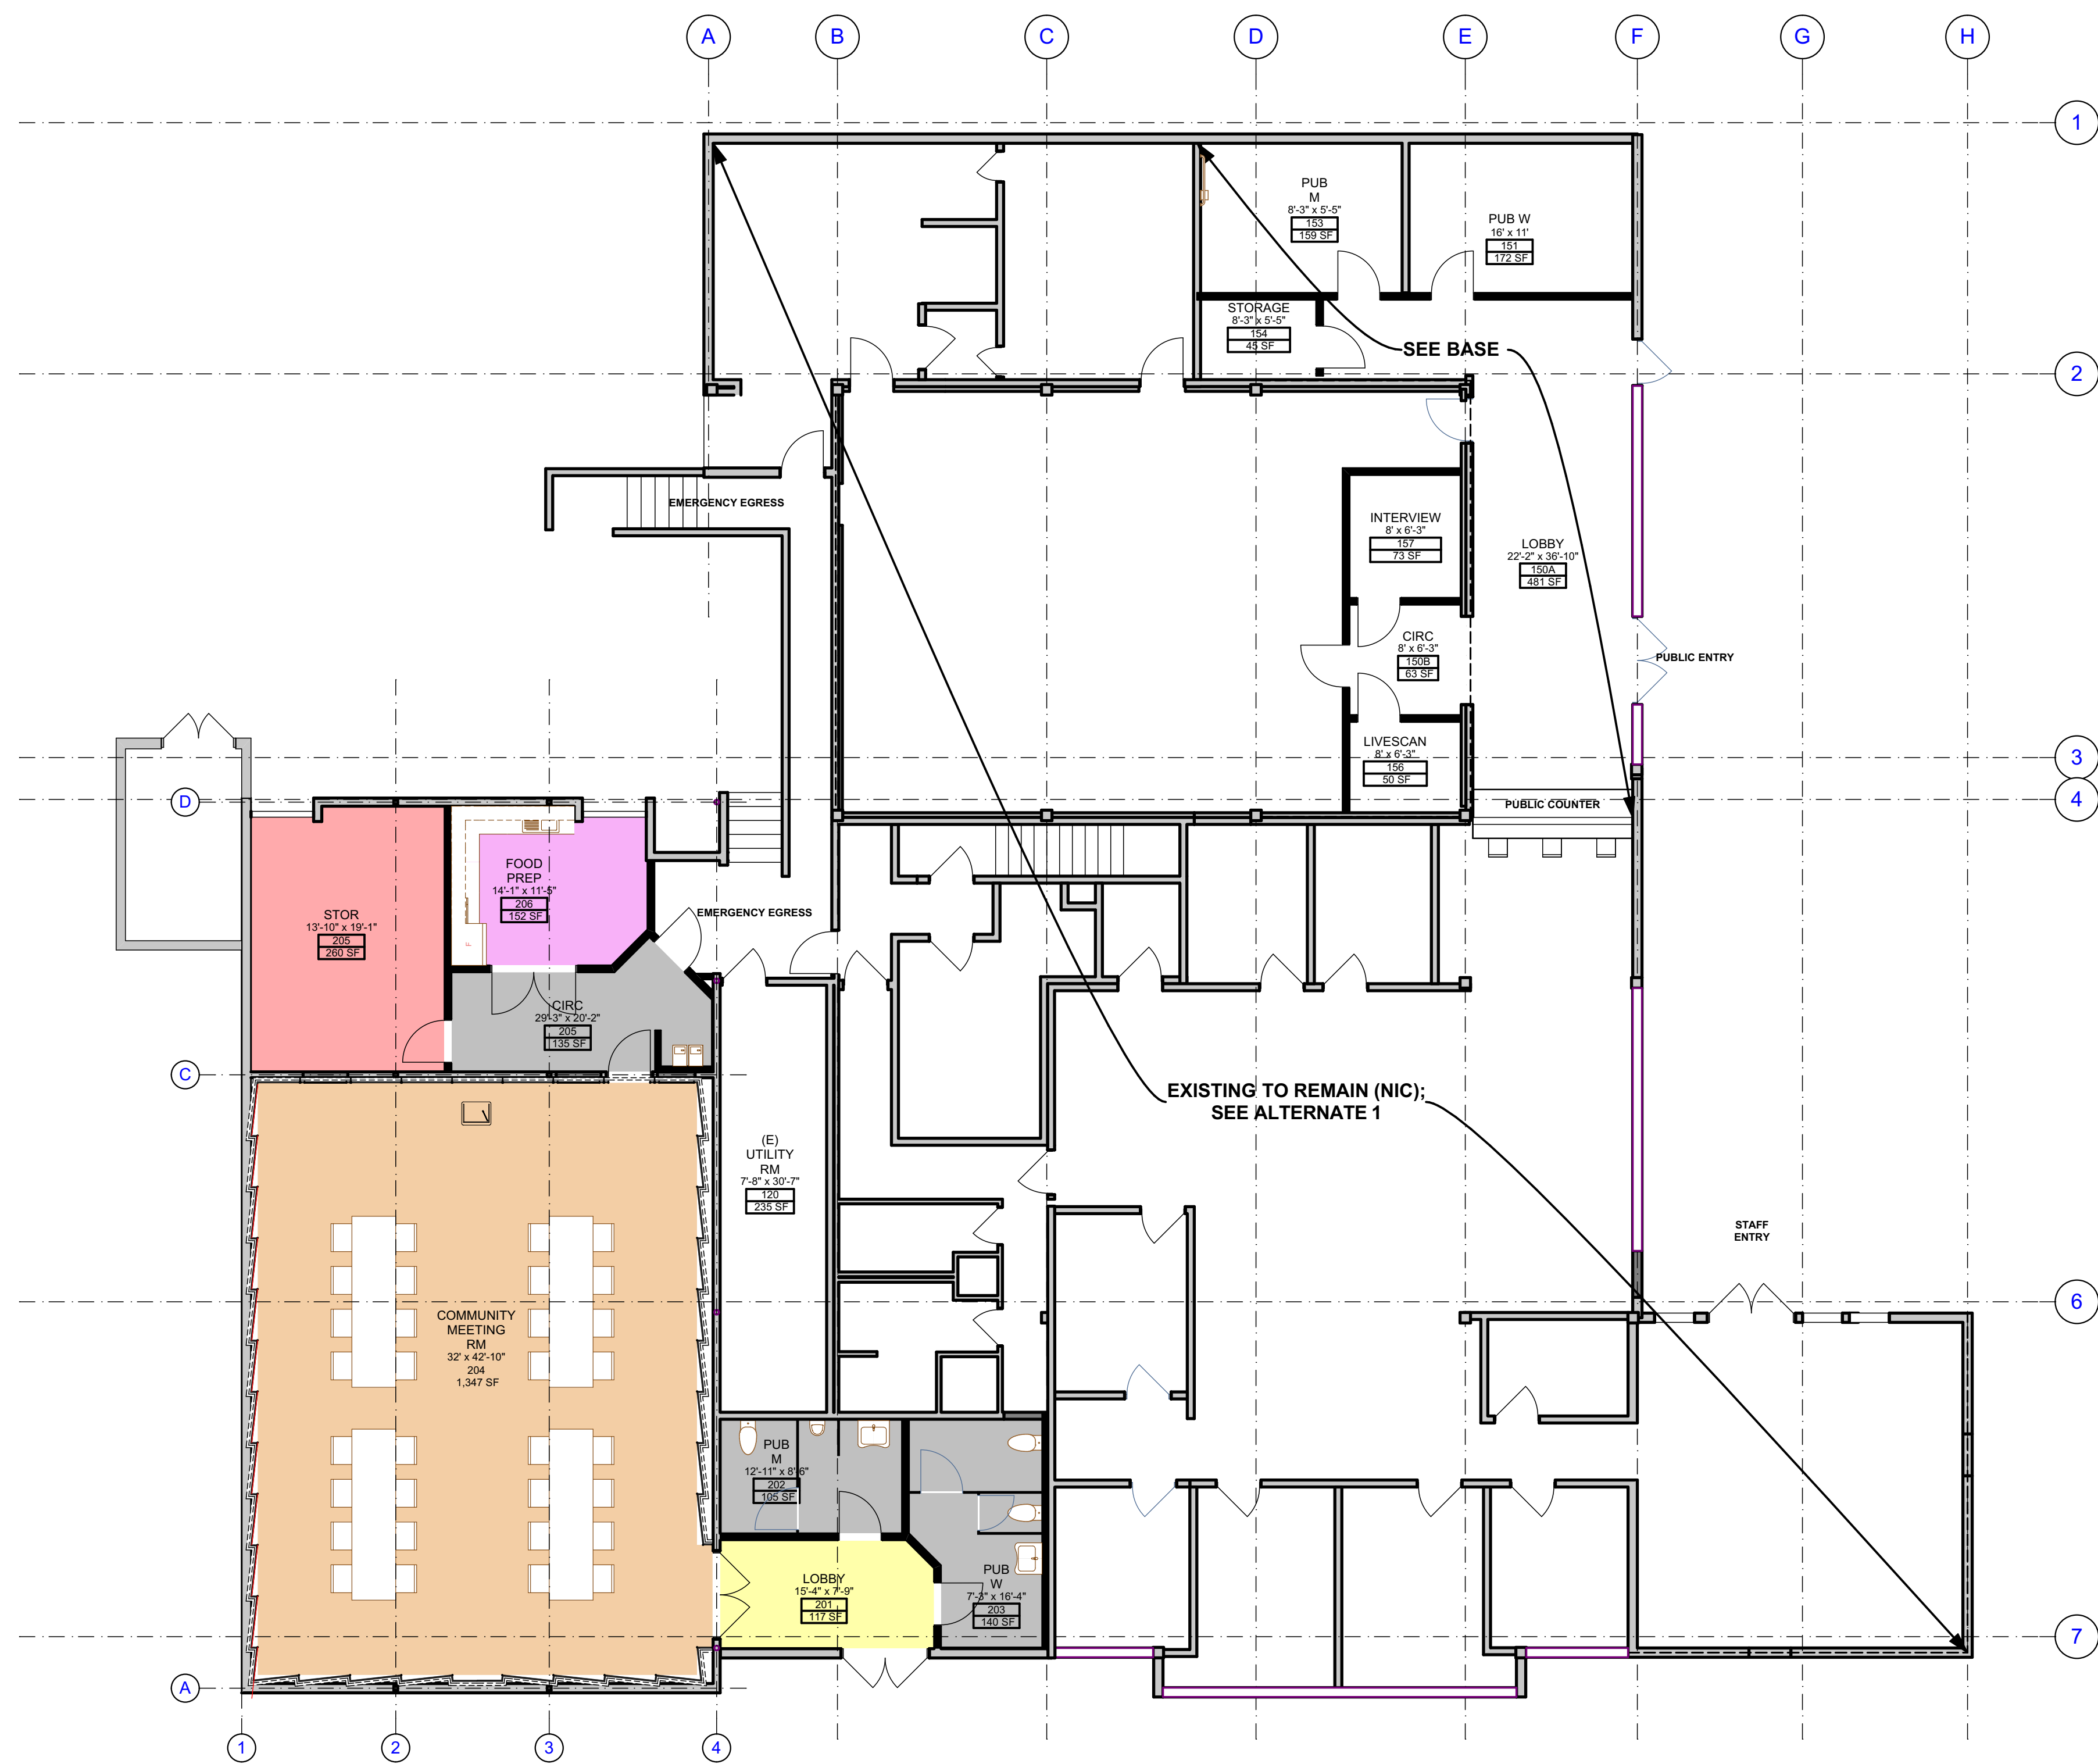 A
B
C
D
E
F
G
H
1
PUB
M
8'-3" x 5'-5"
153
159 SF
PUB W
16' x 11'
151
172 SF
STORAGE
8'-3" x 5'-5"
154
45 SF
SEE BASE
2
EMERGENCY EGRESS
INTERVIEW
8' x 6'-3"
157
73 SF
LOBBY
22'-2" x 36'-10"
150A
481 SF
CIRC
8' x 6'-3"
150B
63 SF
PUBLIC ENTRY
LIVESCAN
8' x 6'-3"
156
50 SF
3
D
PUBLIC COUNTER
4
FOOD
PREP
14'-1" x 11'-5"
206
152 SF
STOR
13'-10" x 19'-1"
205
260 SF
EMERGENCY EGRESS
F
CIRC
29'-3" x 20'-2"
205
135 SF
C
EXISTING TO REMAIN (NIC);
SEE ALTERNATE 1
(E)
UTILITY
RM
7'-8" x 30'-7"
120
235 SF
STAFF
ENTRY
6
COMMUNITY
MEETING
RM
32' x 42'-10"
204
1,347 SF
PUB
M
12'-11" x 8'-6"
202
105 SF
LOBBY
15'-4" x 7'-9"
201
117 SF
PUB
W
7'-3" x 16'-4"
203
140 SF
7
A
1
2
3
4